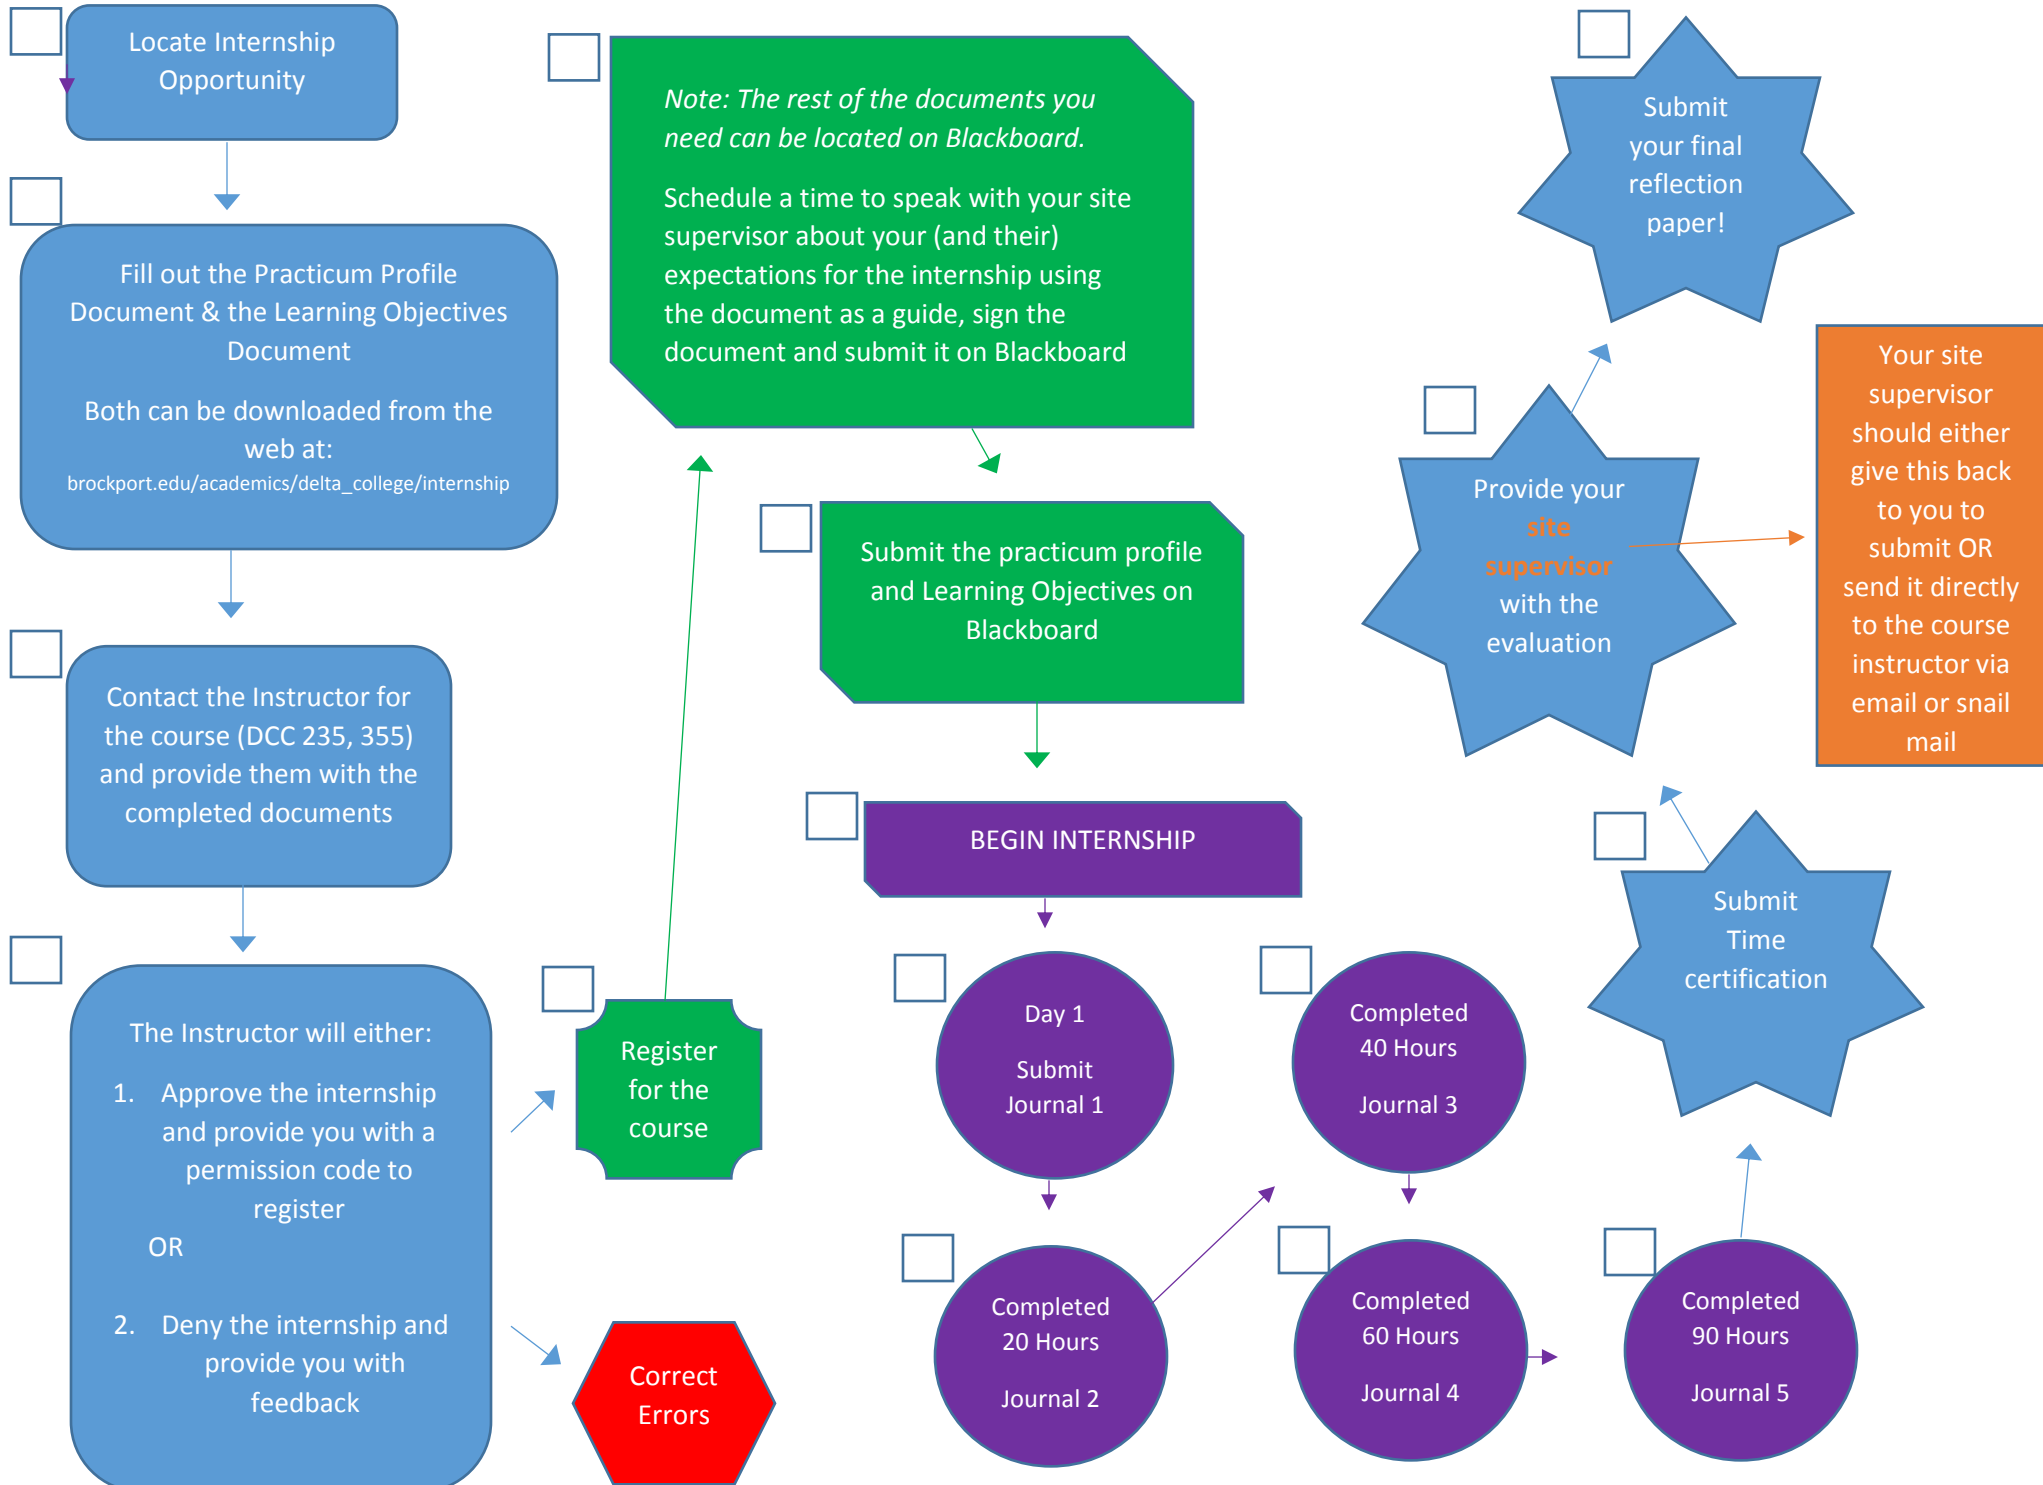 Locate Internship
Opportunity
Fill out the Practicum Profile
Document & the Learning Objectives
Document
Both can be downloaded from the
web at:
brockport.edu/academics/delta_college/internship
Contact the Instructor for
the course (DCC 235, 355)
and provide them with the
completed documents
The Instructor will either:
1. Approve the internship
and provide you with a
permission code to
register
OR
2. Deny the internship and
provide you with
feedback
Register
for the
course
Correct
Errors
Note: The rest of the documents you
need can be located on Blackboard.
Schedule a time to speak with your site
supervisor about your (and their)
expectations for the internship using
the document as a guide, sign the
document and submit it on Blackboard
Submit the practicum profile
and Learning Objectives on
Blackboard
BEGIN INTERNSHIP
Day 1
Submit
Journal 1
Completed
20 Hours
Journal 2
Completed
40 Hours
Journal 3
Completed
60 Hours
Journal 4
Completed
90 Hours
Journal 5
Submit
Time
certification
Provide your
site
supervisor
with the
evaluation
Your site
supervisor
should either
give this back
to you to
submit OR
send it directly
to the course
instructor via
email or snail
mail
Submit
your final
reflection
paper!